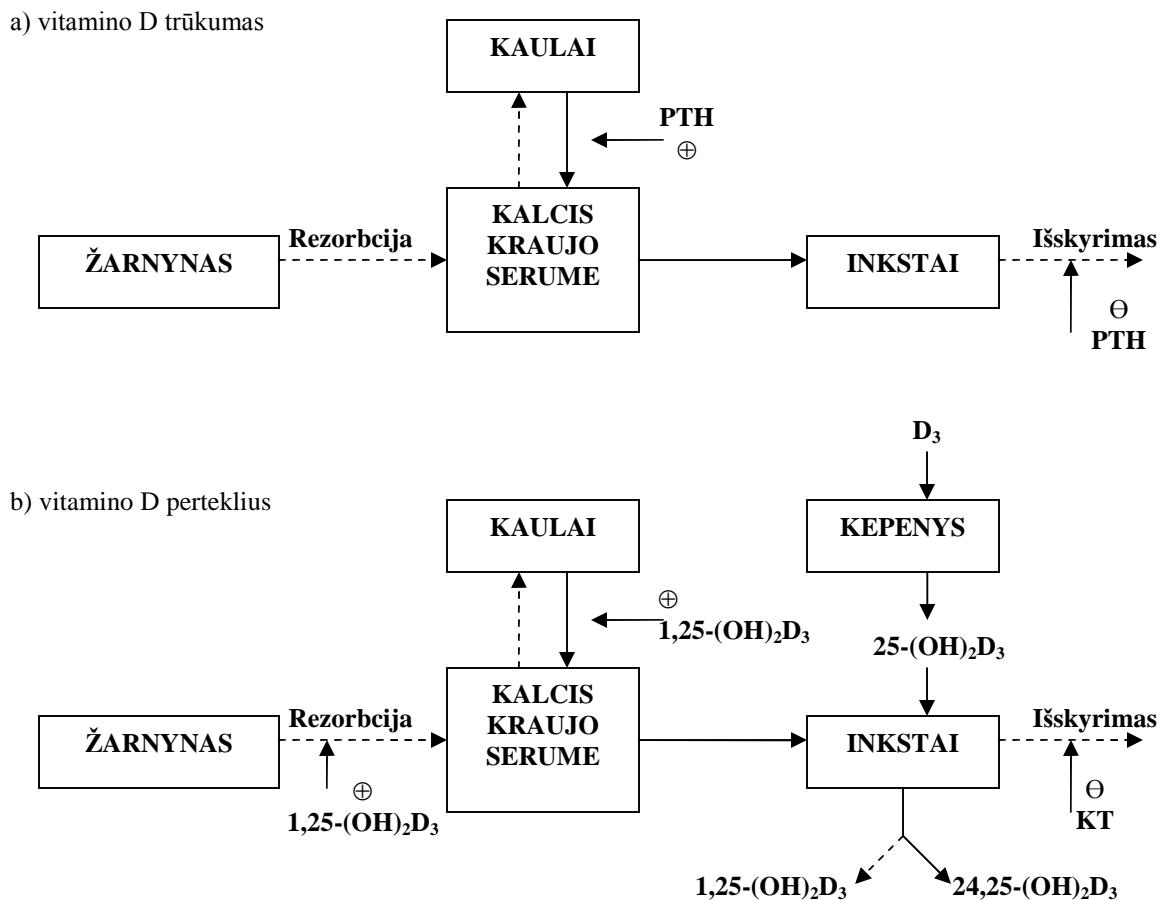 a) vitamino D trūkumas
KAULAI
PTH
⊕
ŽARNYNAS
Rezorbcija
KALCIS
KRAUJO
SERUME
INKSTAI
Išskyrimas
Ө
PTH
D₃
b) vitamino D perteklius
KAULAI
KEPENYS
⊕
1,25-(OH)₂D₃
25-(OH)₂D₃
ŽARNYNAS
Rezorbcija
⊕
1,25-(OH)₂D₃
KALCIS
KRAUJO
SERUME
INKSTAI
Išskyrimas
Ө
KT
1,25-(OH)₂D₃
24,25-(OH)₂D₃